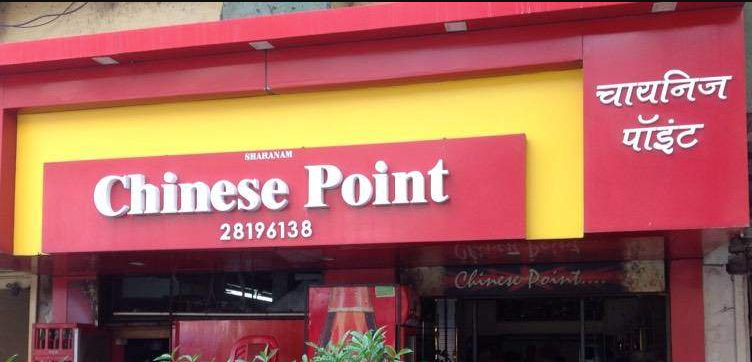 SHARANAM
Chinese Point
28196138
चायनिज
पॉइंट
Chinese Point....